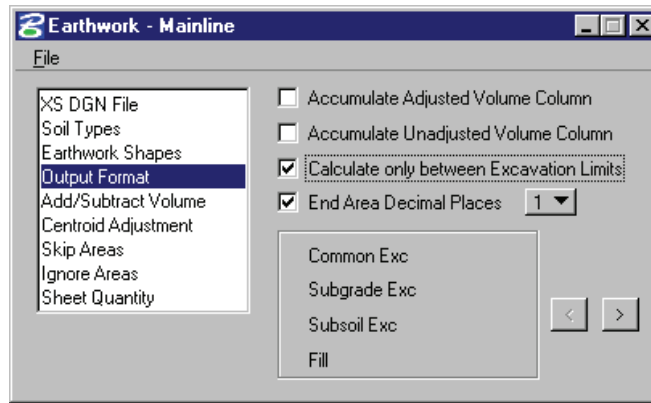 Earthwork - Mainline
File
XS DGN File
Soil Types
Earthwork Shapes
Output Format
Add/Subtract Volume
Centroid Adjustment
Skip Areas
Ignore Areas
Sheet Quantity
Accumulate Adjusted Volume Column
Accumulate Unadjusted Volume Column
Calculate only between Excavation Limits
End Area Decimal Places 1
Common Exc
Subgrade Exc
Subsoil Exc
Fill
< >